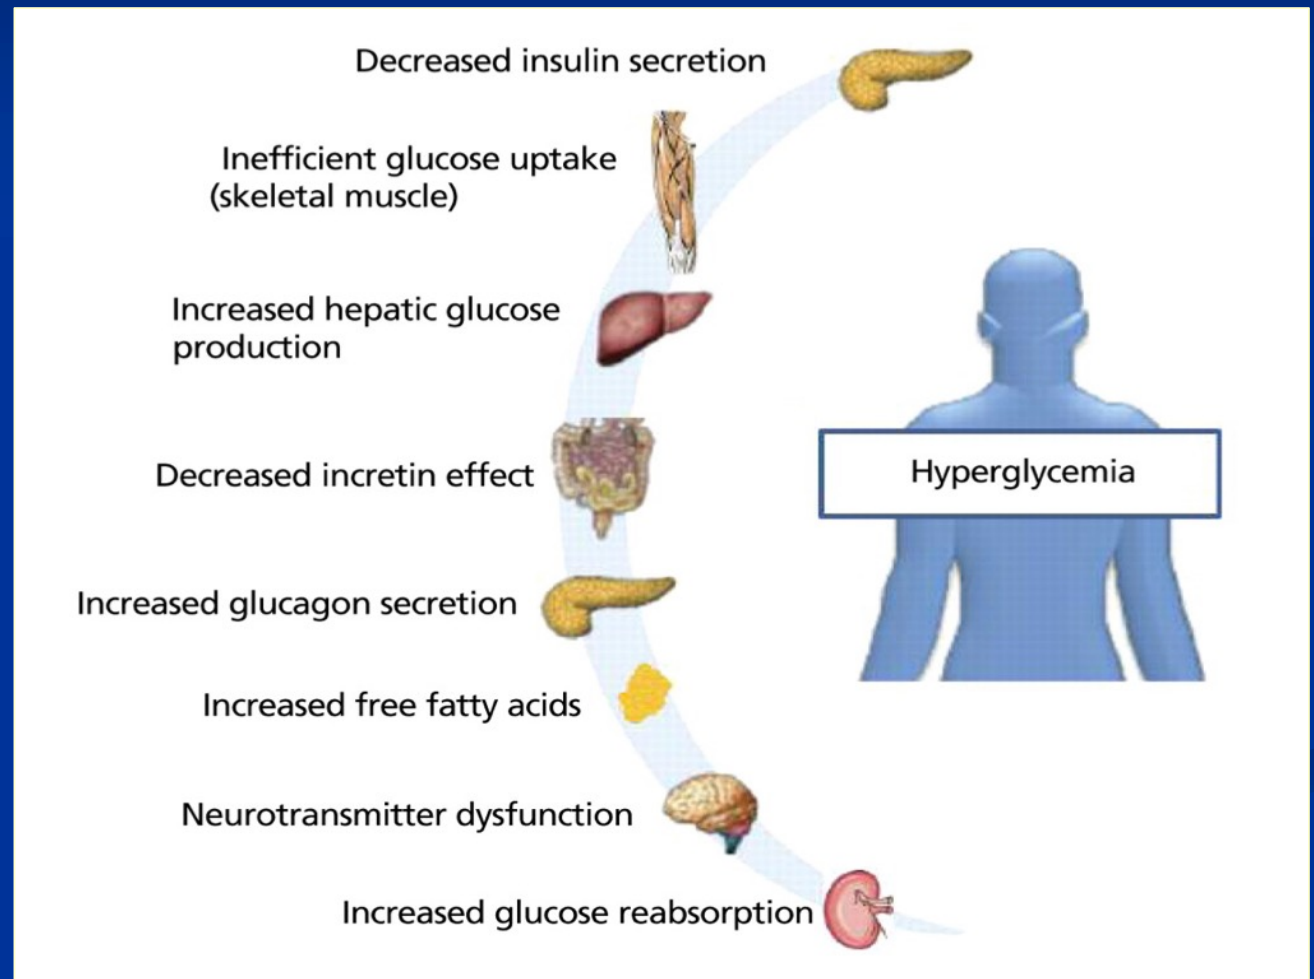 Decreased insulin secretion
Inefficient glucose uptake
(skeletal muscle)
Increased hepatic glucose
production
Decreased incretin effect
Hyperglycemia
Increased glucagon secretion
Increased free fatty acids
Neurotransmitter dysfunction
Increased glucose reabsorption